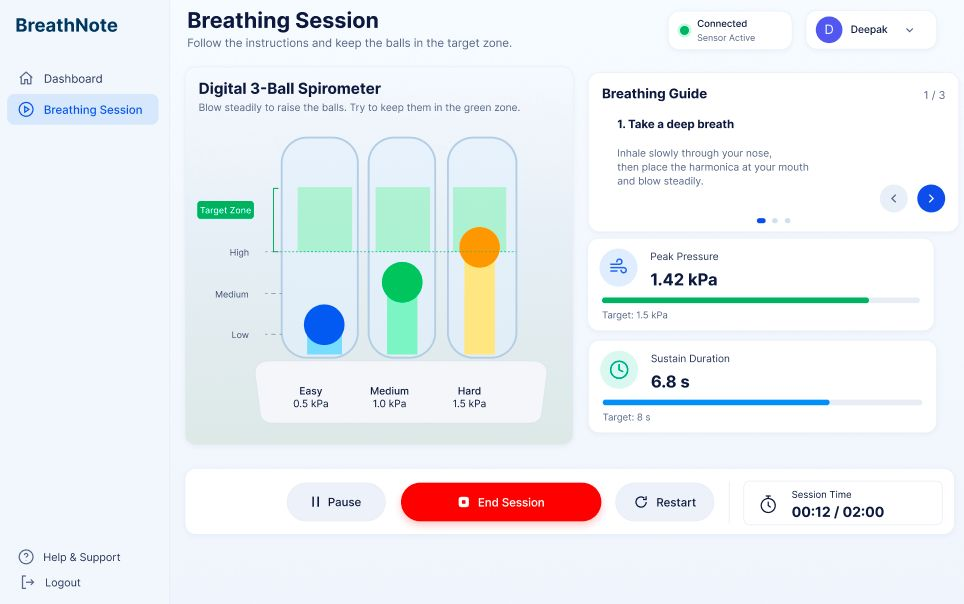 BreathNote
Dashboard
Breathing Session
Help & Support
Logout
Breathing Session
Follow the instructions and keep the balls in the target zone.
Connected
Sensor Active
D
Deepak
Digital 3-Ball Spirometer
Blow steadily to raise the balls. Try to keep them in the green zone.
Target Zone
High
Medium
Low
Easy
0.5 kPa
Medium
1.0 kPa
Hard
1.5 kPa
Breathing Guide
1 / 3
1. Take a deep breath
Inhale slowly through your nose,
then place the harmonica at your mouth
and blow steadily.
Peak Pressure
1.42 kPa
Target: 1.5 kPa
Sustain Duration
6.8 s
Target: 8 s
Pause
End Session
Restart
Session Time
00:12 / 02:00